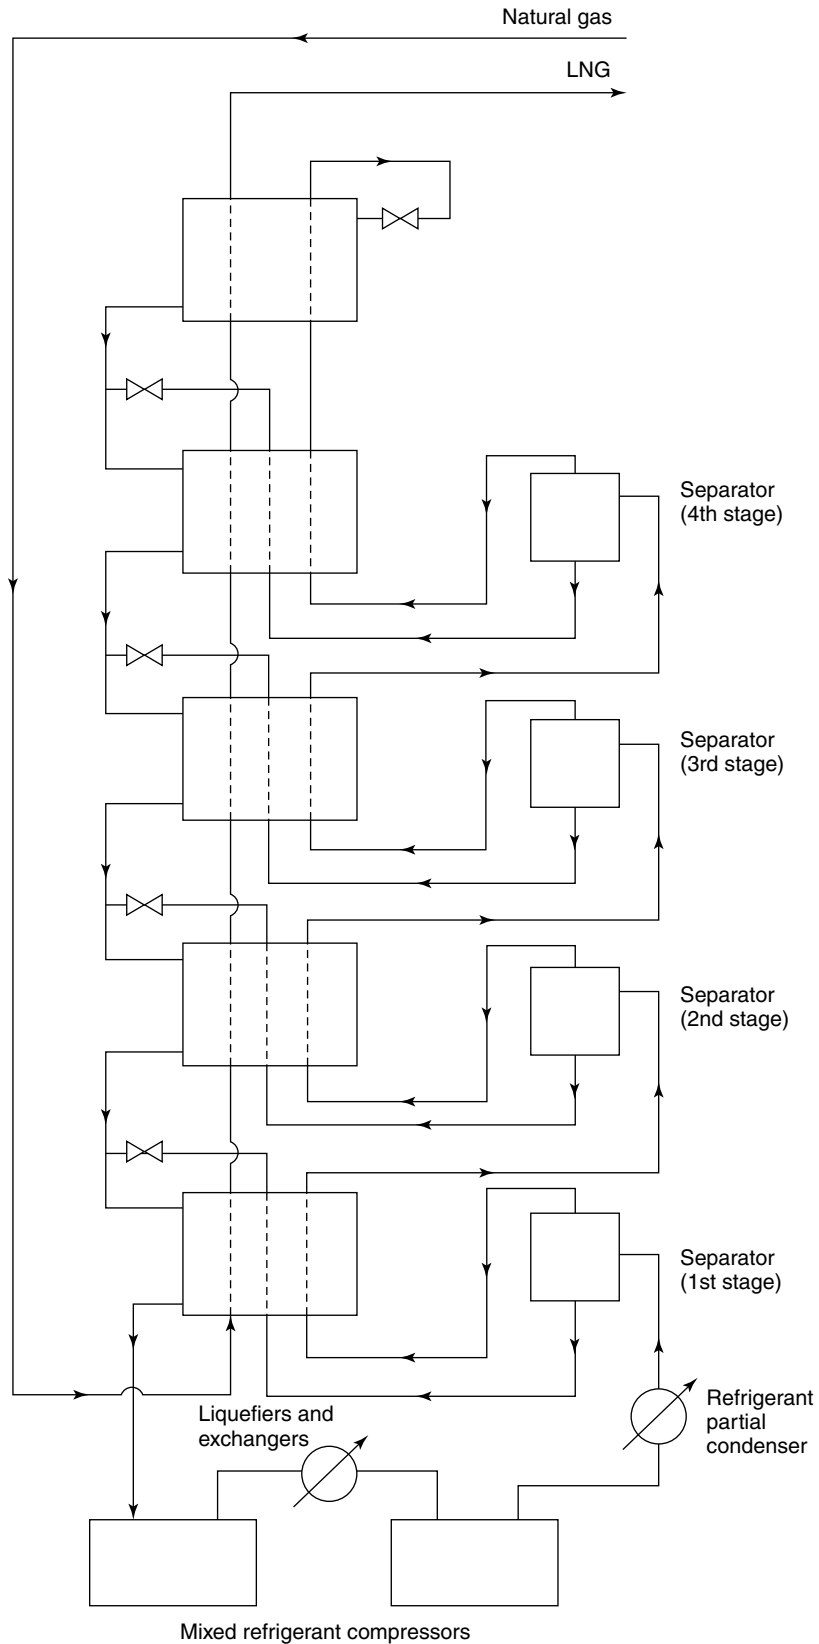 Natural gas
LNG
Separator
(4th stage)
Separator
(3rd stage)
Separator
(2nd stage)
Separator
(1st stage)
Refrigerant
partial
condenser
Liquefiers and
exchangers
Mixed refrigerant compressors